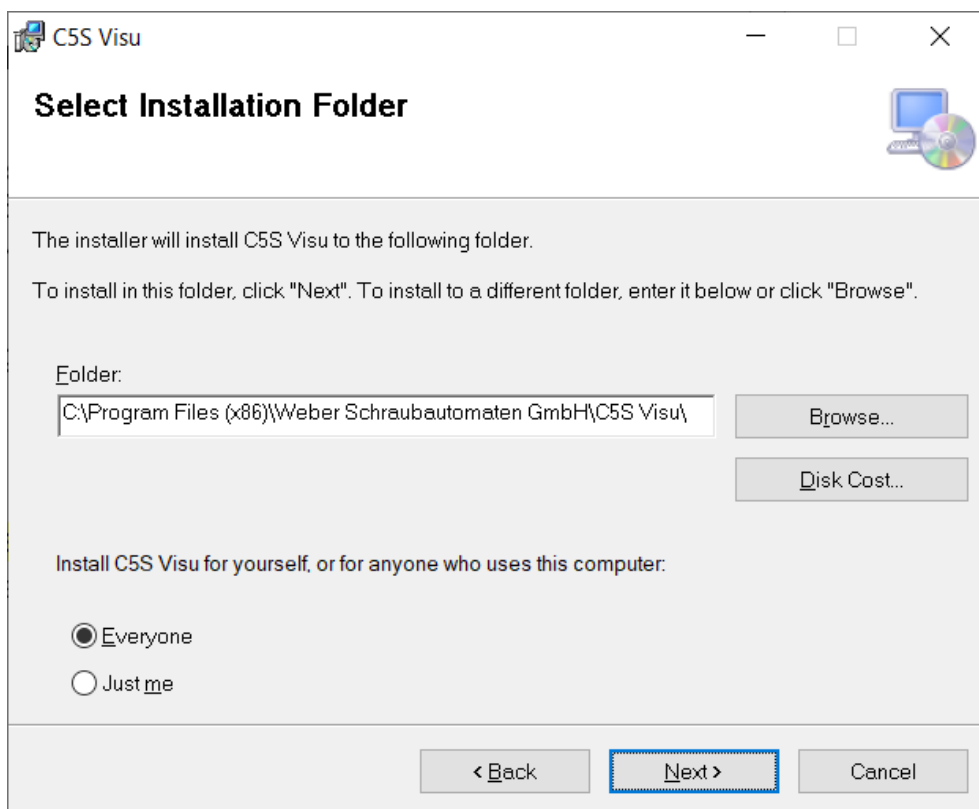 C5S Visu
Select Installation Folder
The installer will install C5S Visu to the following folder.
To install in this folder, click "Next". To install to a different folder, enter it below or click "Browse".
Folder:
C:\Program Files (x86)\Weber Schraubautomaten GmbH\C5S Visu\
Browse...
Disk Cost...
Install C5S Visu for yourself, or for anyone who uses this computer:
Everyone
Just me
< Back
Next >
Cancel